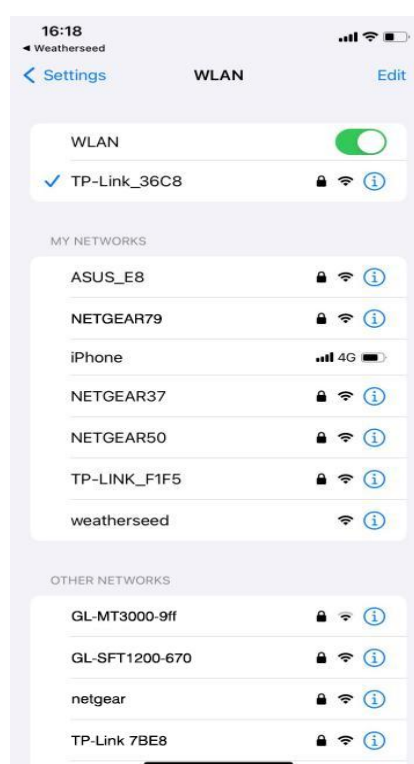 16:18
◀ Weatherseed
Settings WLAN Edit
WLAN
TP-Link_36C8
MY NETWORKS
ASUS_E8
NETGEAR79
iPhone 4G
NETGEAR37
NETGEAR50
TP-LINK_F1F5
weatherseed
OTHER NETWORKS
GL-MT3000-9ff
GL-SFT1200-670
netgear
TP-Link 7BE8